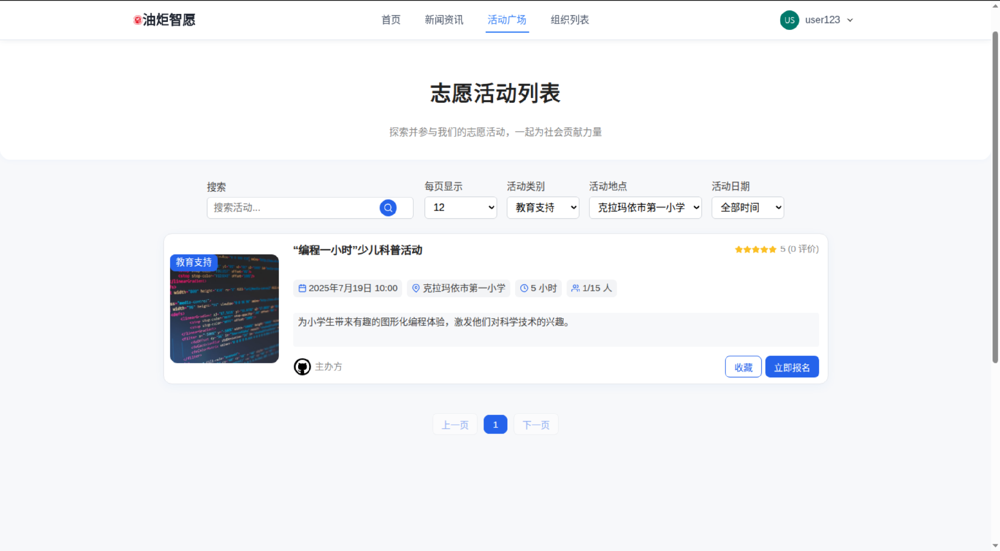 油炬智愿
首页 新闻资讯 活动广场 组织列表
US user123
志愿活动列表
探索并参与我们的志愿活动，一起为社会贡献力量
搜索 每页显示 活动类别 活动地点 活动日期
搜索活动... 12 教育支持 克拉玛依市第一小学 全部时间
教育支持
“编程一小时”少儿科普活动
5 (0 评价)
2025年7月19日 10:00 克拉玛依市第一小学 5 小时 1/15 人
为小学生带来有趣的图形化编程体验，激发他们对科学技术的兴趣。
主办方
收藏 立即报名
上一页 1 下一页